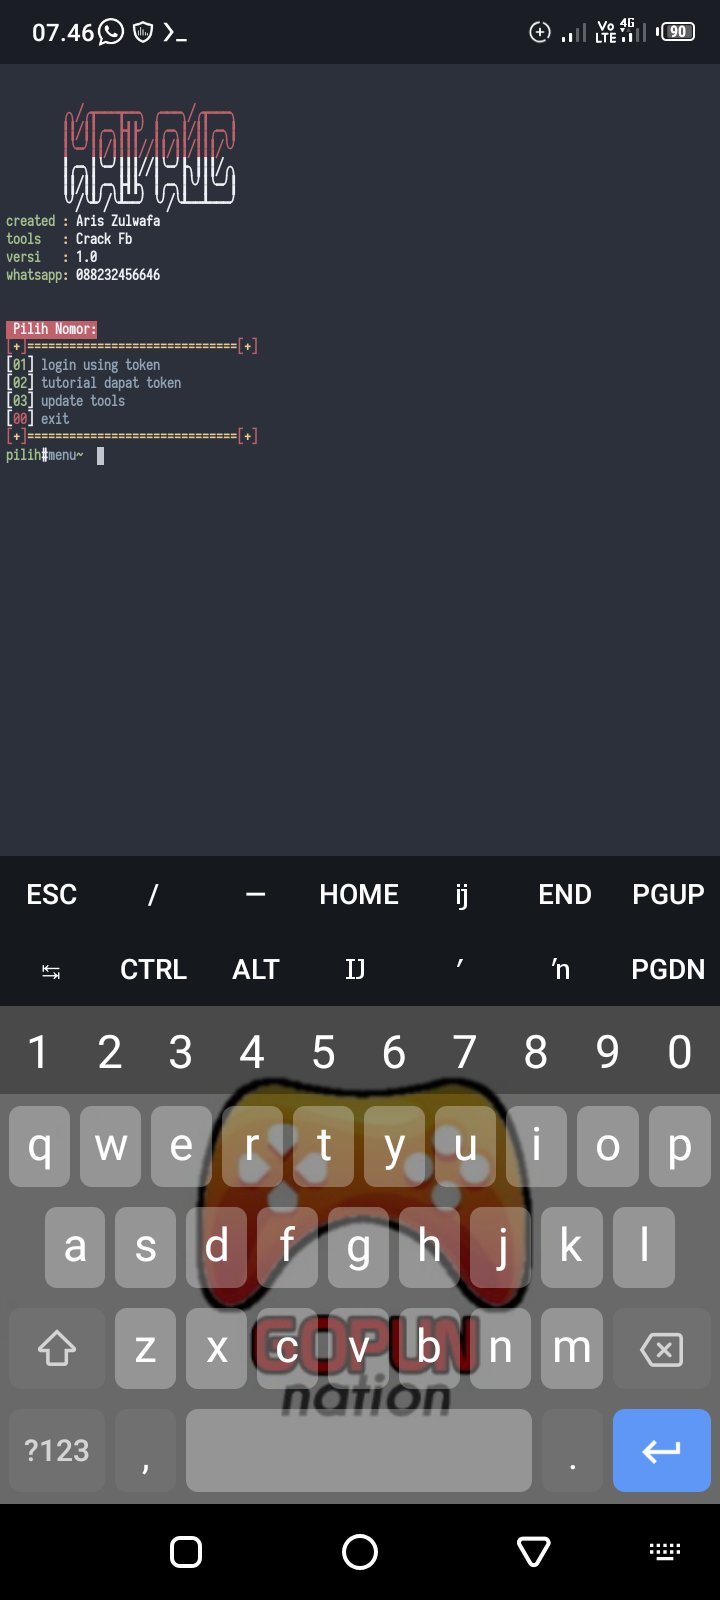 07.46
Vo LTE 4G 90
created : Aris Zulwafa
tools : Crack Fb
versi : 1.0
whatsapp: 088232456646
Pilih Nomor:
[+]==============================[+]
[01] login using token
[02] tutorial dapat token
[03] update tools
[00] exit
[+]==============================[+]
pilih#menu~
ESC / — HOME ij END PGUP
↹ CTRL ALT IJ ′ ′n PGDN
1 2 3 4 5 6 7 8 9 0
q w e r t y u i o p
a s d f g h j k l
z x c v b n m
GOPUN
nation
?123 , .